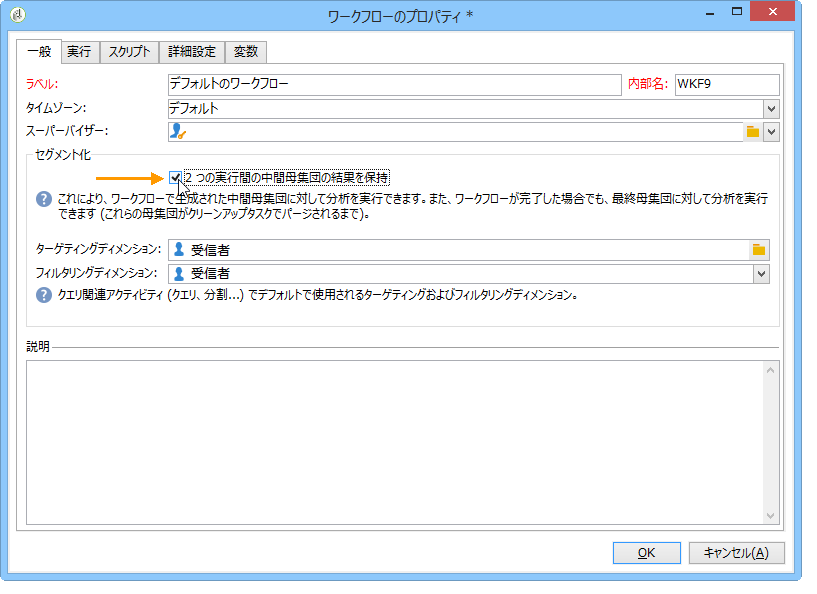 ワークフローのプロパティ *
一般 実行 スクリプト 詳細設定 変数
ラベル: デフォルトのワークフロー 内部名: WKF9
タイムゾーン: デフォルト
スーパーバイザー:
セグメント化
2 つの実行間の中間母集団の結果を保持
これにより、ワークフローで生成された中間母集団に対して分析を実行できます。また、ワークフローが完了した場合でも、最終母集団に対して分析を実行
できます (これらの母集団がクリーンアップタスクでパージされるまで)。
ターゲティングディメンション: 受信者
フィルタリングディメンション: 受信者
クエリ関連アクティビティ (クエリ、分割...) でデフォルトで使用されるターゲティングおよびフィルタリングディメンション。
説明
OK キャンセル(A)